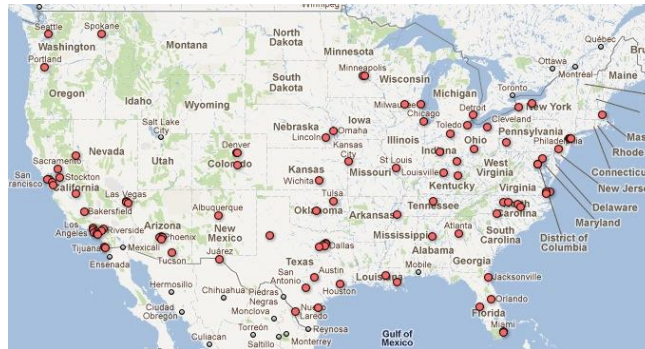 Winnipeg
Seattle
Spokane
Washington
Montana
North
Dakota
Minnesota
Québec
Ottawa
Montréal
Portland
Minneapolis
Maine
Oregon
Idaho
South
Dakota
Wisconsin
Michigan
Toronto
Wyoming
Milwaukee
Detroit
New York
Salt Lake
City
Nebraska
Iowa
Omaha
Chicago
Toledo
Cleveland
Mas
Lincoln
Illinois
Ohio
Pennsylvania
Rhode
Nevada
Denver
Indiana
Philadelphia
Sacramento
Utah
Colorado
Kansas
City
St Louis
West
Virginia
Connecticut
San
Francisco
Stockton
Kansas
Missouri
Louisville
New Jersey
California
Las Vegas
Wichita
Kentucky
Virginia
Delaware
Bakersfield
Tulsa
Tennessee
Maryland
Albuquerque
Oklahoma
Arkansas
North
Carolina
District of
Columbia
Los
Angeles
Riverside
Arizona
Phoenix
New
Mexico
Mississippi
Atlanta
South
Carolina
Tijuana
Mexicali
Tucson
Dallas
Alabama
Ensenada
Juárez
Texas
Georgia
Austin
Louisiana
Mobile
Jacksonville
San
Antonio
Hermosillo
Chihuahua
Piedras
Negras
Houston
Orlando
Ciudad
Obregón
Nuevo
Laredo
Florida
Monclova
Reynosa
Gulf of
Mexico
Miami
Culiacan
Torreón
Saltillo
Monterrey